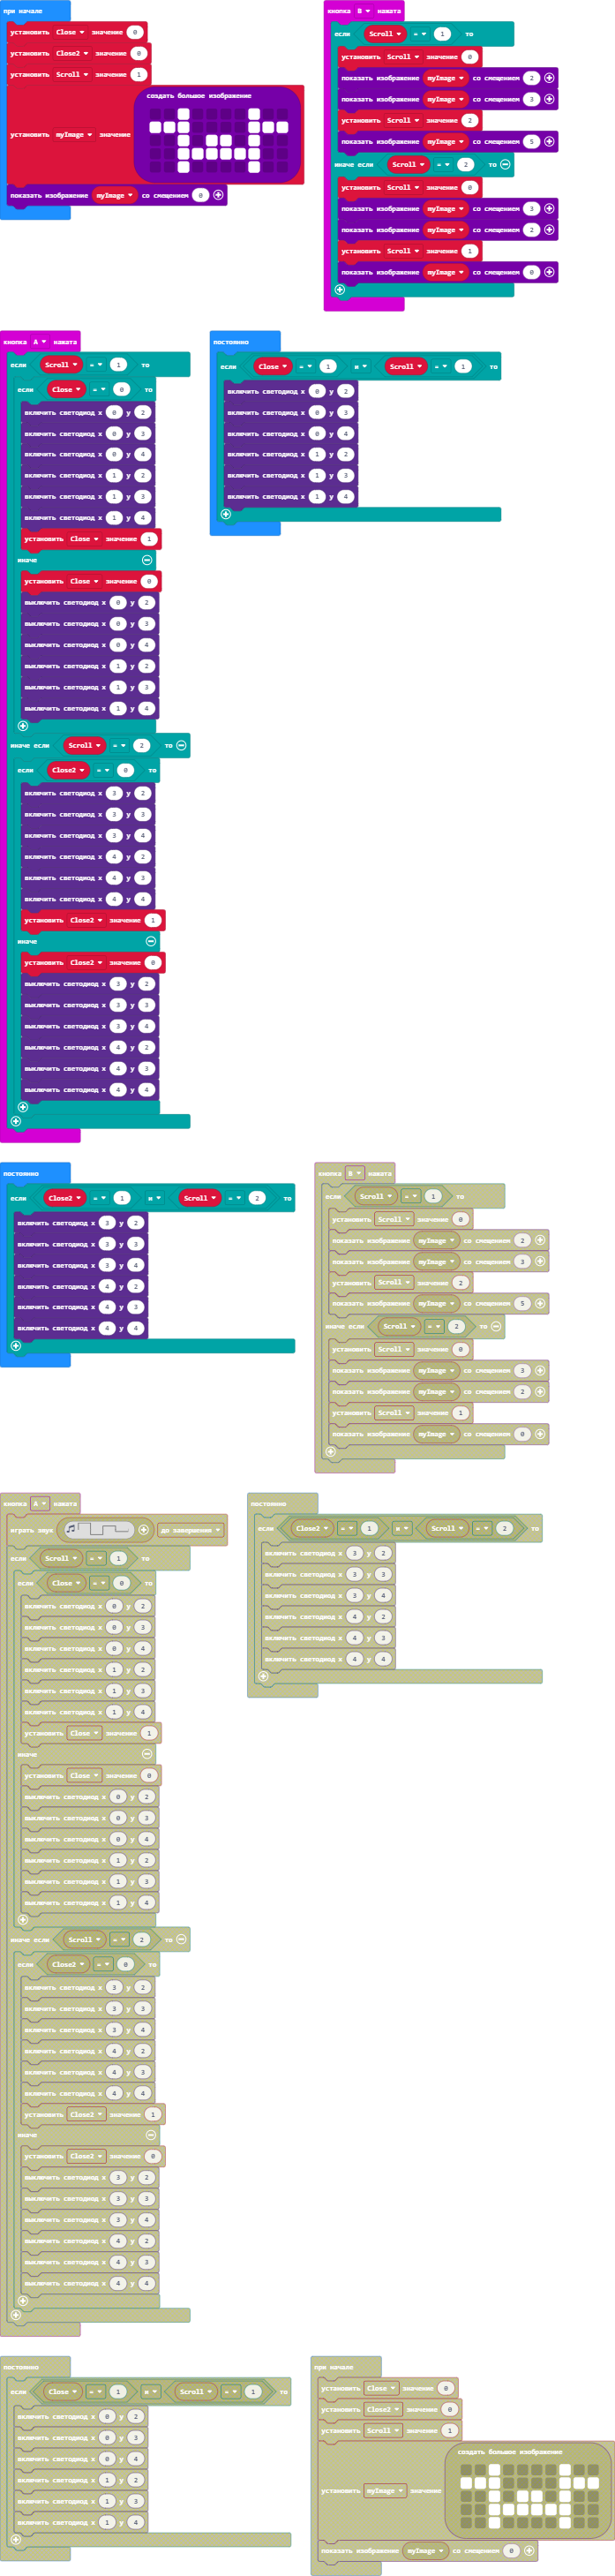 при начале
установить Close значение 0
установить Close2 значение 0
установить Scroll значение 1
создать большое изображение
установить myImage значение
показать изображение myImage со смещением 0
кнопка B нажата
если Scroll = 1 то
установить Scroll значение 0
показать изображение myImage со смещением 2
показать изображение myImage со смещением 3
установить Scroll значение 2
показать изображение myImage со смещением 5
иначе если Scroll = 2 то
установить Scroll значение 0
показать изображение myImage со смещением 3
показать изображение myImage со смещением 2
установить Scroll значение 1
показать изображение myImage со смещением 0
кнопка A нажата
если Scroll = 1 то
если Close = 0 то
включить светодиод x 0 y 2
включить светодиод x 0 y 3
включить светодиод x 0 y 4
включить светодиод x 1 y 2
включить светодиод x 1 y 3
включить светодиод x 1 y 4
установить Close значение 1
иначе
установить Close значение 0
выключить светодиод x 0 y 2
выключить светодиод x 0 y 3
выключить светодиод x 0 y 4
выключить светодиод x 1 y 2
выключить светодиод x 1 y 3
выключить светодиод x 1 y 4
иначе если Scroll = 2 то
если Close2 = 0 то
включить светодиод x 3 y 2
включить светодиод x 3 y 3
включить светодиод x 3 y 4
включить светодиод x 4 y 2
включить светодиод x 4 y 3
включить светодиод x 4 y 4
установить Close2 значение 1
иначе
установить Close2 значение 0
выключить светодиод x 3 y 2
выключить светодиод x 3 y 3
выключить светодиод x 3 y 4
выключить светодиод x 4 y 2
выключить светодиод x 4 y 3
выключить светодиод x 4 y 4
постоянно
если Close = 1 и Scroll = 1 то
включить светодиод x 0 y 2
включить светодиод x 0 y 3
включить светодиод x 0 y 4
включить светодиод x 1 y 2
включить светодиод x 1 y 3
включить светодиод x 1 y 4
постоянно
если Close2 = 1 и Scroll = 2 то
включить светодиод x 3 y 2
включить светодиод x 3 y 3
включить светодиод x 3 y 4
включить светодиод x 4 y 2
включить светодиод x 4 y 3
включить светодиод x 4 y 4
кнопка B нажата
если Scroll = 1 то
установить Scroll значение 0
показать изображение myImage со смещением 2
показать изображение myImage со смещением 3
установить Scroll значение 2
показать изображение myImage со смещением 5
иначе если Scroll = 2 то
установить Scroll значение 0
показать изображение myImage со смещением 3
показать изображение myImage со смещением 2
установить Scroll значение 1
показать изображение myImage со смещением 0
кнопка A нажата
играть звук до завершения
если Scroll = 1 то
если Close = 0 то
включить светодиод x 0 y 2
включить светодиод x 0 y 3
включить светодиод x 0 y 4
включить светодиод x 1 y 2
включить светодиод x 1 y 3
включить светодиод x 1 y 4
установить Close значение 1
иначе
установить Close значение 0
выключить светодиод x 0 y 2
выключить светодиод x 0 y 3
выключить светодиод x 0 y 4
выключить светодиод x 1 y 2
выключить светодиод x 1 y 3
выключить светодиод x 1 y 4
иначе если Scroll = 2 то
если Close2 = 0 то
включить светодиод x 3 y 2
включить светодиод x 3 y 3
включить светодиод x 3 y 4
включить светодиод x 4 y 2
включить светодиод x 4 y 3
включить светодиод x 4 y 4
установить Close2 значение 1
иначе
установить Close2 значение 0
выключить светодиод x 3 y 2
выключить светодиод x 3 y 3
выключить светодиод x 3 y 4
выключить светодиод x 4 y 2
выключить светодиод x 4 y 3
выключить светодиод x 4 y 4
постоянно
если Close2 = 1 и Scroll = 2 то
включить светодиод x 3 y 2
включить светодиод x 3 y 3
включить светодиод x 3 y 4
включить светодиод x 4 y 2
включить светодиод x 4 y 3
включить светодиод x 4 y 4
постоянно
если Close = 1 и Scroll = 1 то
включить светодиод x 0 y 2
включить светодиод x 0 y 3
включить светодиод x 0 y 4
включить светодиод x 1 y 2
включить светодиод x 1 y 3
включить светодиод x 1 y 4
при начале
установить Close значение 0
установить Close2 значение 0
установить Scroll значение 1
создать большое изображение
установить myImage значение
показать изображение myImage со смещением 0